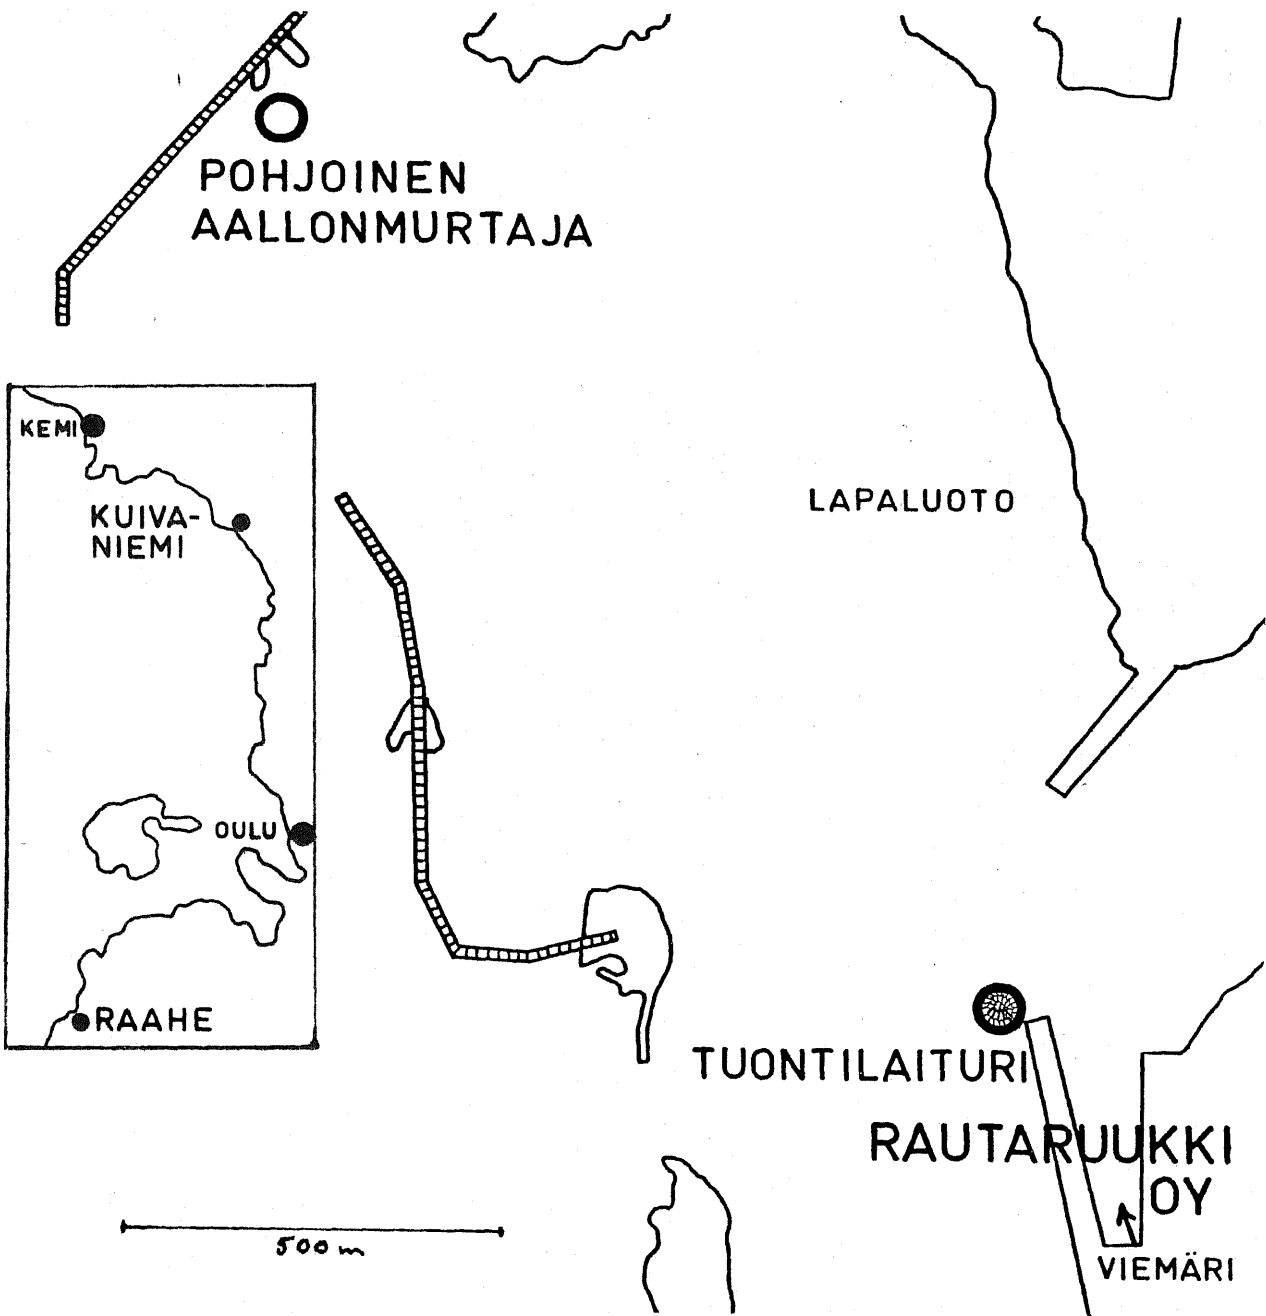 POHJOINEN
AALLONMURTAJA
KEMI
KUIVA-
NIEMI
LAPALUOTO
OULU
RAAHE
TUONTILAITURI
RAUTARUUKKI
OY
500 m
VIEMÄRI